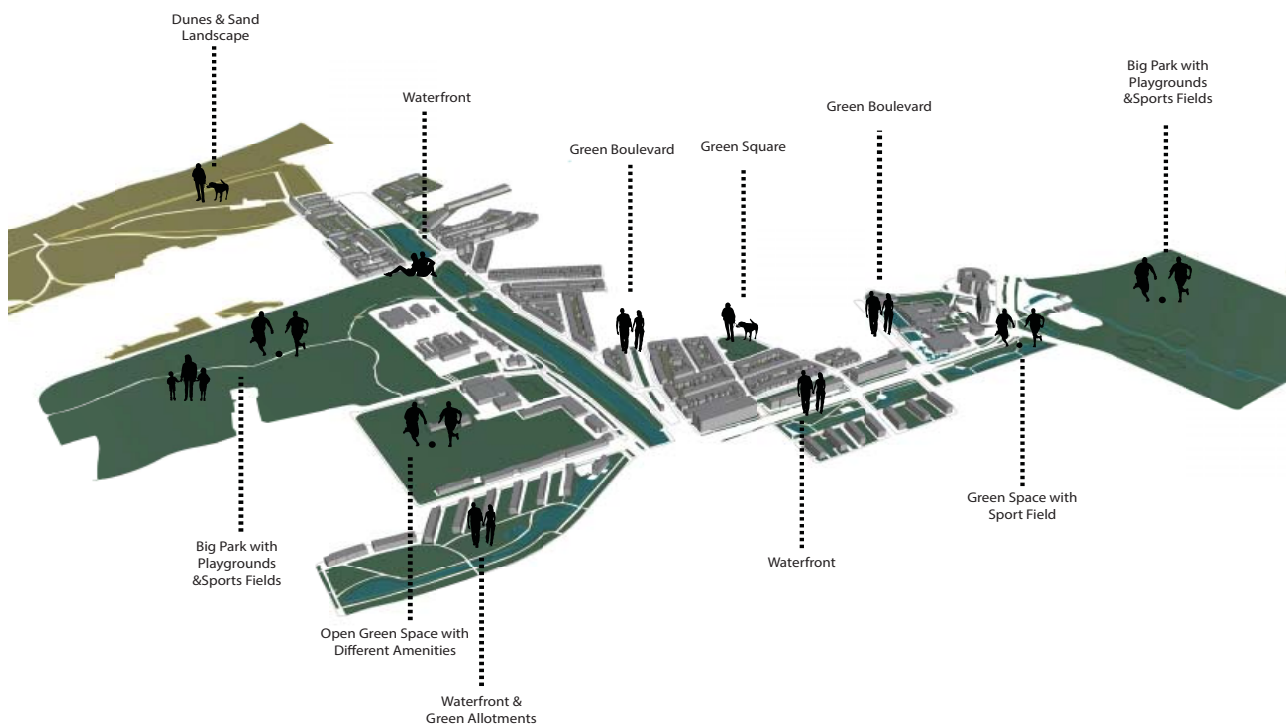 Dunes & Sand
Landscape
Waterfront
Green Boulevard
Green Square
Green Boulevard
Big Park with
Playgrounds
&Sports Fields
Big Park with
Playgrounds
&Sports Fields
Open Green Space with
Different Amenities
Waterfront &
Green Allotments
Waterfront
Green Space with
Sport Field